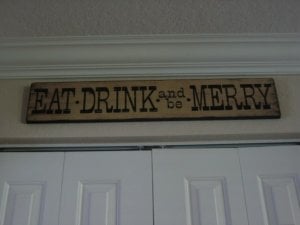 EAT · DRINK · and be · MERRY